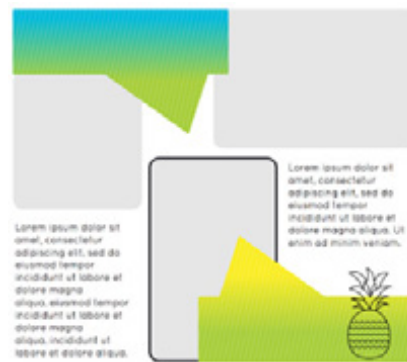 Lorem ipsum dolor sit
amet, consectetur
adipiscing elit, sed do
eiusmod tempor
incididunt ut labore et
dolore magna aliqua. Ut
enim ad minim veniam.
Lorem ipsum dolor sit
amet, consectetur
adipiscing elit, sed do
eiusmod tempor
incididunt ut labore et
dolore magna
aliqua, eiusmod tempor
incididunt ut labore et
dolore magna
aliqua, incididunt ut
labore et dolore aliqua.